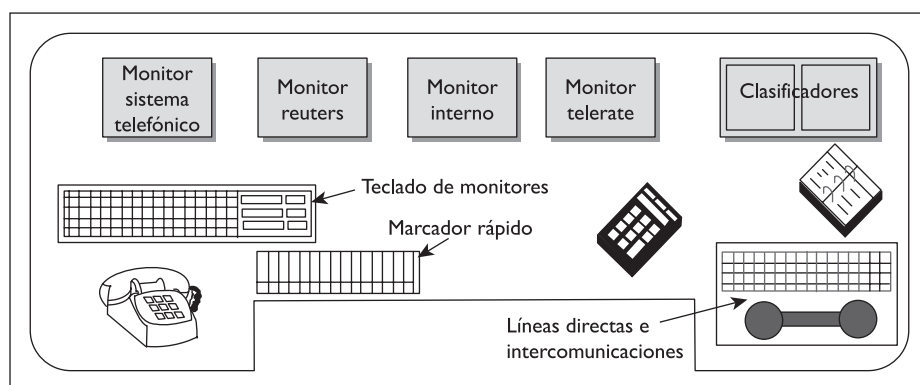 Monitor
sistema
telefónico
Monitor
reuters
Monitor
interno
Monitor
telerate
Clasificadores
Teclado de monitores
Marcador rápido
Líneas directas e
intercomunicaciones